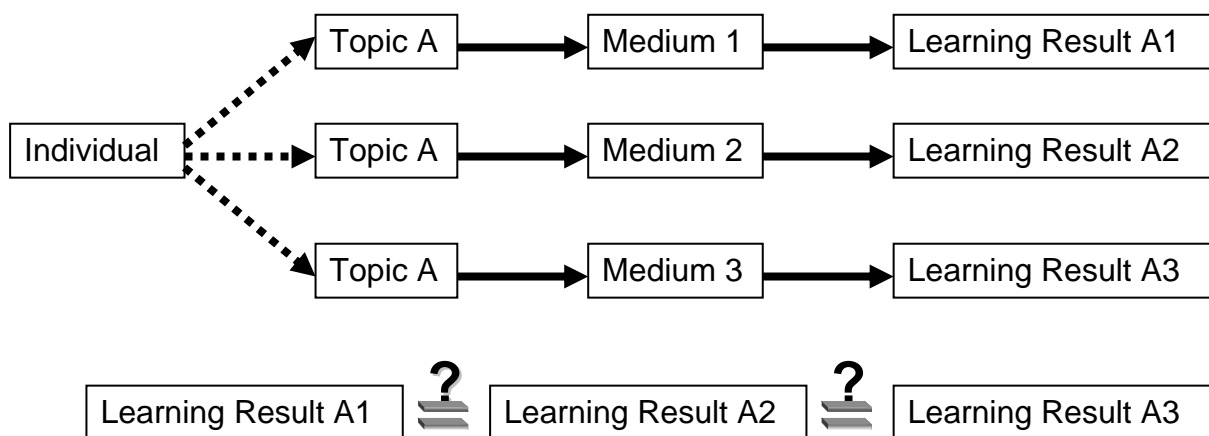 Topic A Medium 1 Learning Result A1
Individual Topic A Medium 2 Learning Result A2
Topic A Medium 3 Learning Result A3
? ?
Learning Result A1 = Learning Result A2 = Learning Result A3